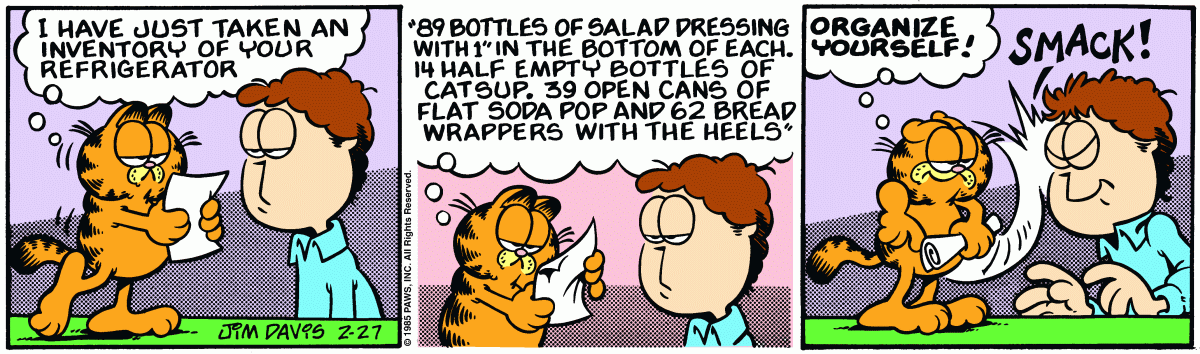 I HAVE JUST TAKEN AN
INVENTORY OF YOUR
REFRIGERATOR
JIM DAVIS 2-27
© 1985 PAWS, INC. All Rights Reserved.
"89 BOTTLES OF SALAD DRESSING
WITH 1" IN THE BOTTOM OF EACH.
14 HALF EMPTY BOTTLES OF
CATSUP. 39 OPEN CANS OF
FLAT SODA POP AND 62 BREAD
WRAPPERS WITH THE HEELS"
ORGANIZE
YOURSELF!
SMACK!